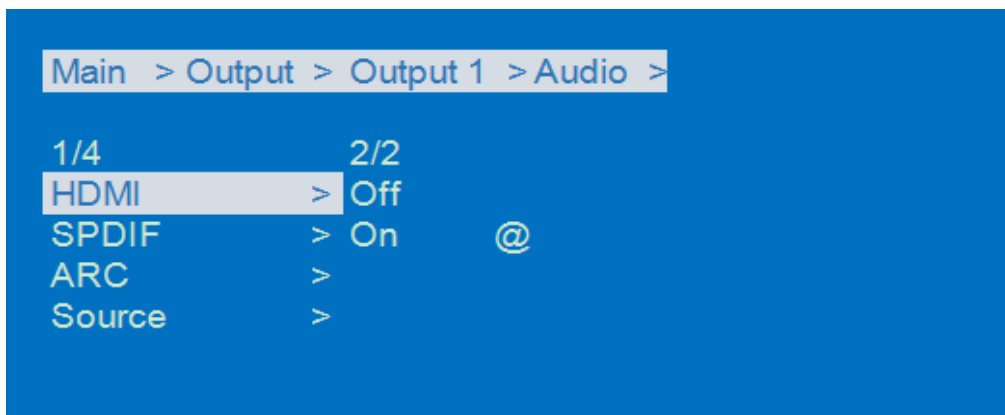 Main > Output > Output 1 > Audio >
1/4 2/2
HDMI > Off
SPDIF > On @
ARC >
Source >